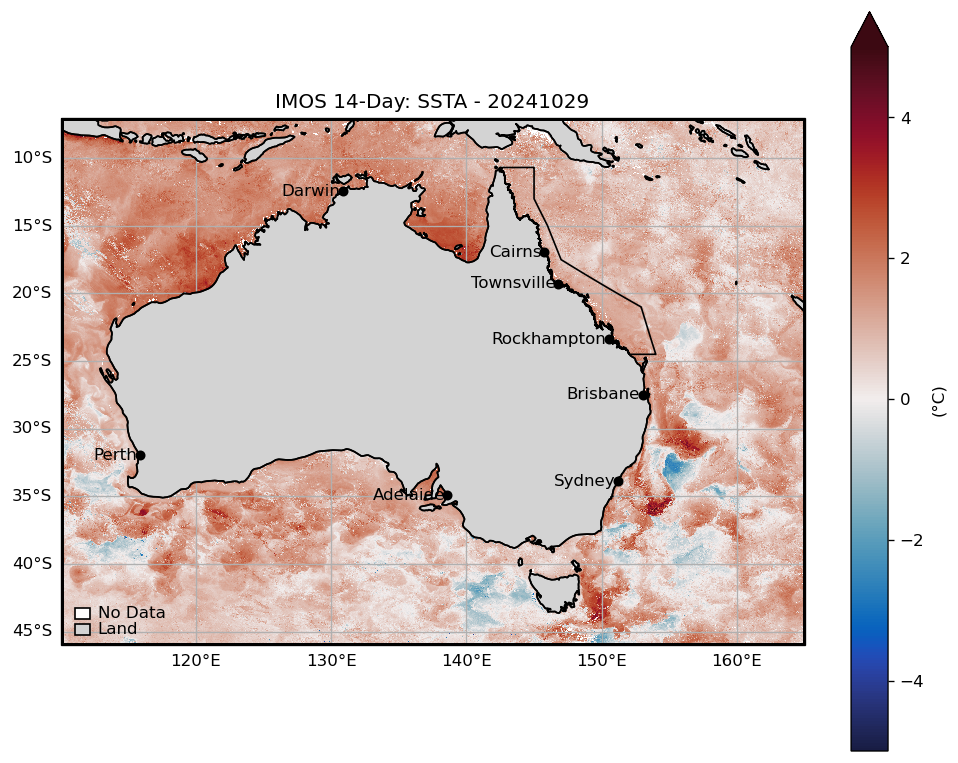 IMOS 14-Day: SSTA - 20241029
10°S
15°S
20°S
25°S
30°S
35°S
40°S
45°S
Darwin
Cairns
Townsville
Rockhampton
Brisbane
Perth
Sydney
Adelaide
No Data
Land
120°E
130°E
140°E
150°E
160°E
4
2
0
−2
−4
(°C)